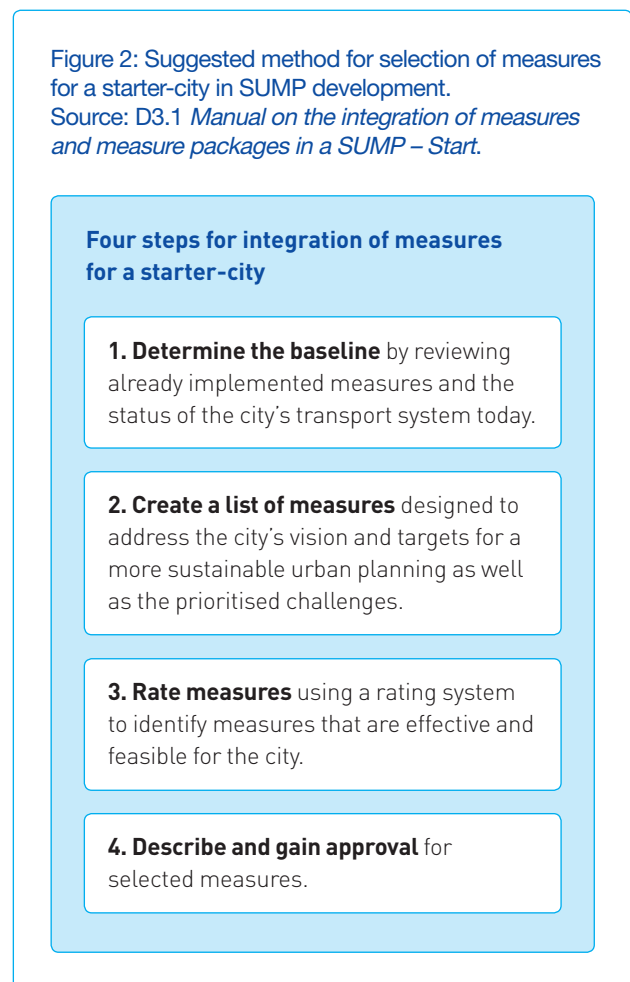 Figure 2: Suggested method for selection of measures
for a starter-city in SUMP development.
Source: D3.1 Manual on the integration of measures
and measure packages in a SUMP – Start.
Four steps for integration of measures
for a starter-city
1. Determine the baseline by reviewing
already implemented measures and the
status of the city’s transport system today.
2. Create a list of measures designed to
address the city’s vision and targets for a
more sustainable urban planning as well
as the prioritised challenges.
3. Rate measures using a rating system
to identify measures that are effective and
feasible for the city.
4. Describe and gain approval for
selected measures.